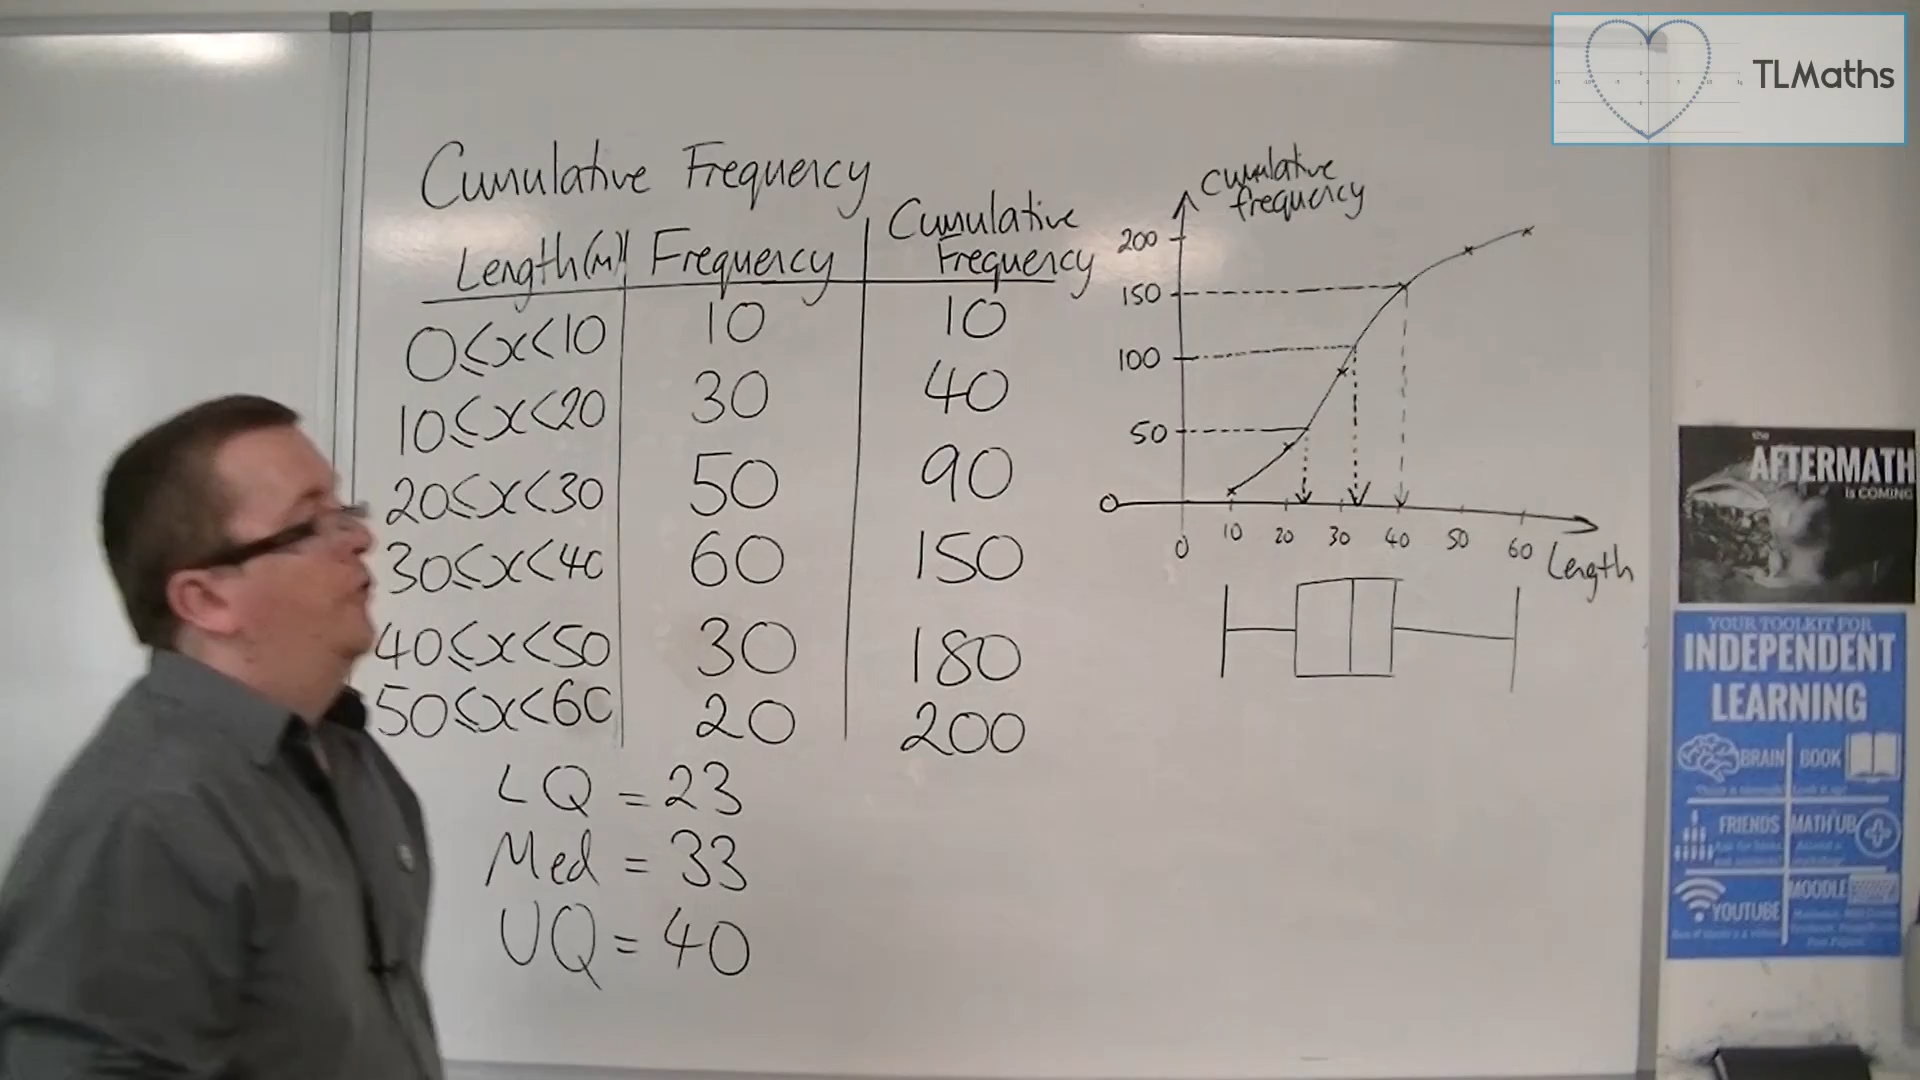 TLMaths
Cumulative Frequency
Length(m) Frequency Cumulative Frequency
0≤x<10 10 10
10≤x<20 30 40
20≤x<30 50 90
30≤x<40 60 150
40≤x<50 30 180
50≤x<60 20 200
LQ = 23
Med = 33
UQ = 40
cumulative
frequency
200
150
100
50
0
0 10 20 30 40 50 60 Length
the
AFTERMATH
is COMING
YOUR TOOLKIT FOR
INDEPENDENT
LEARNING
BRAIN BOOK
FRIENDS MATH HUB
YOUTUBE MOODLE